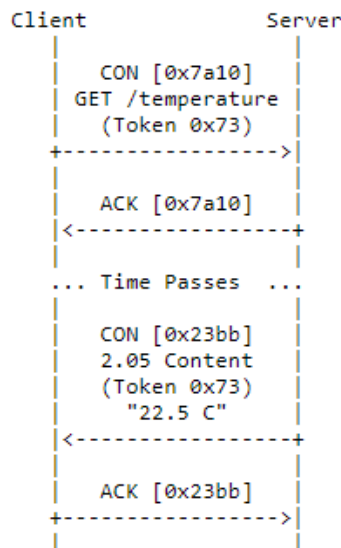 Client Server
CON [0x7a10]
GET /temperature
(Token 0x73)
ACK [0x7a10]
... Time Passes ...
CON [0x23bb]
2.05 Content
(Token 0x73)
"22.5 C"
ACK [0x23bb]